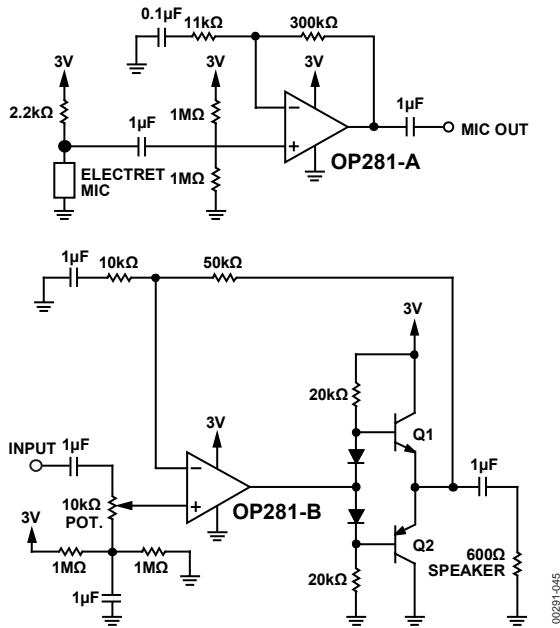 0.1µF
11kΩ
300kΩ
3V
3V
3V
2.2kΩ
1MΩ
1µF
1µF
−
+
MIC OUT
OP281-A
ELECTRET
MIC
1MΩ
1µF
10kΩ
50kΩ
3V
20kΩ
Q1
3V
INPUT
1µF
−
+
1µF
10kΩ
POT.
OP281-B
3V
Q2
1MΩ
1MΩ
600Ω
SPEAKER
20kΩ
1µF
00291-045